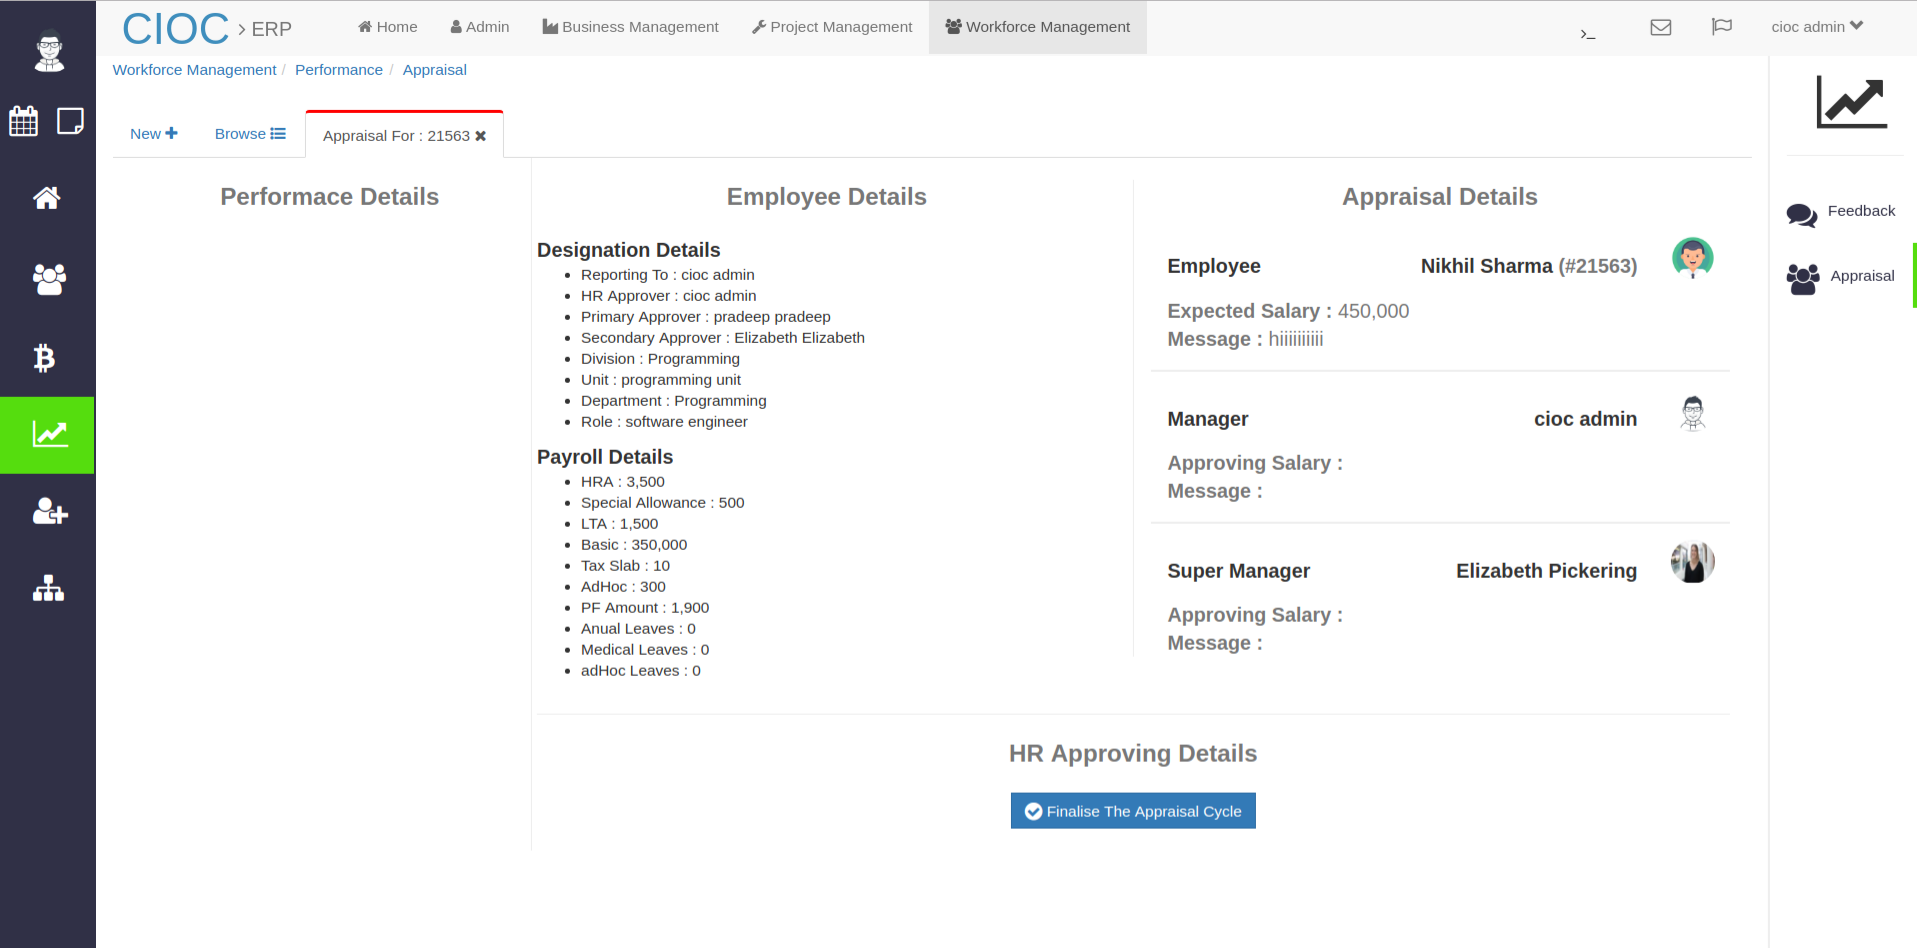 CIOC > ERP
Home
Admin
Business Management
Project Management
Workforce Management
>_
cioc admin
Workforce Management / Performance / Appraisal
New
Browse
Appraisal For : 21563
Performace Details
Employee Details
Designation Details
Reporting To : cioc admin
HR Approver : cioc admin
Primary Approver : pradeep pradeep
Secondary Approver : Elizabeth Elizabeth
Division : Programming
Unit : programming unit
Department : Programming
Role : software engineer
Payroll Details
HRA : 3,500
Special Allowance : 500
LTA : 1,500
Basic : 350,000
Tax Slab : 10
AdHoc : 300
PF Amount : 1,900
Anual Leaves : 0
Medical Leaves : 0
adHoc Leaves : 0
Appraisal Details
Employee Nikhil Sharma (#21563)
Expected Salary : 450,000
Message : hiiiiiiiiii
Manager cioc admin
Approving Salary :
Message :
Super Manager Elizabeth Pickering
Approving Salary :
Message :
HR Approving Details
Finalise The Appraisal Cycle
Feedback
Appraisal